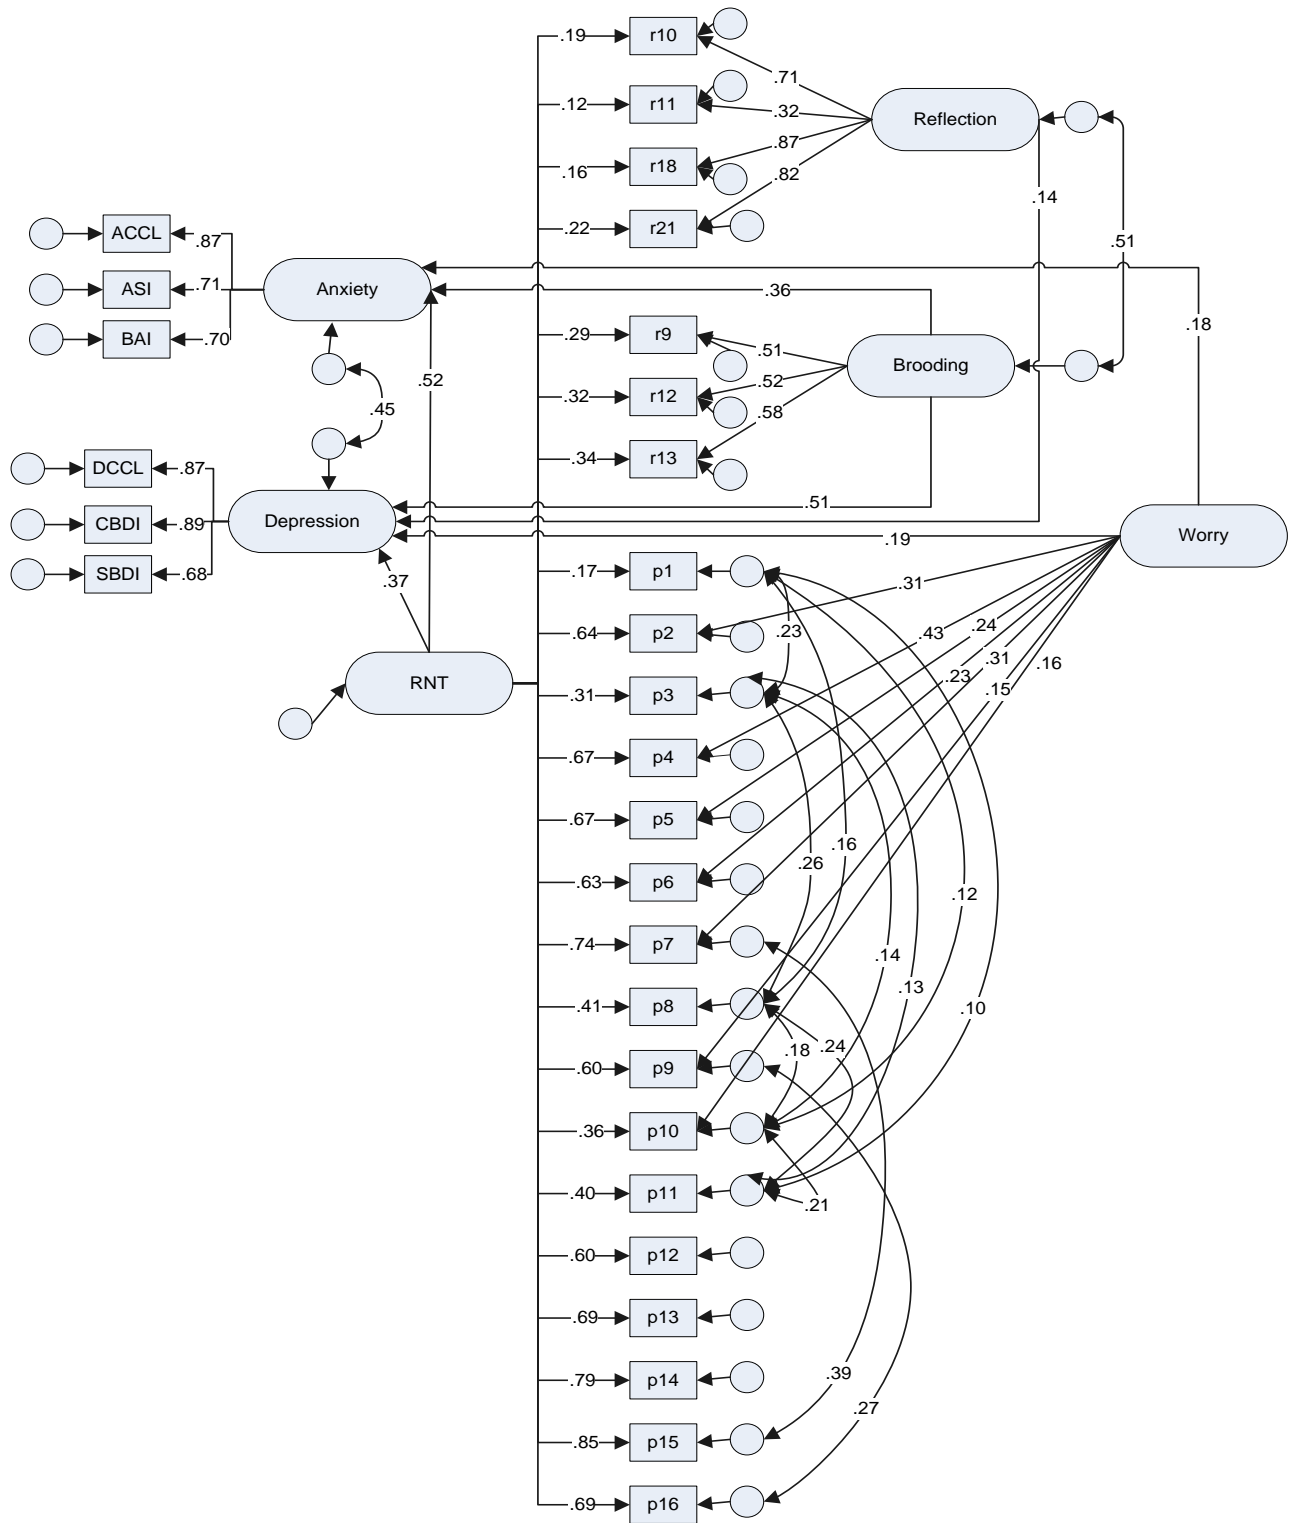 .19 r10
.71
.12 r11 .32 Reflection
.87
.16 r18
.82
.14
.22 r21
ACCL .87
.51
ASI .71 Anxiety .36
.18
BAI .70 .29 r9 .51
Brooding
.52 .32 r12 .52
.45 .58
.34 r13
DCCL .87
.51
CBDI .89 Depression
.19 Worry
SBDI .68 .17 p1
.37 .31
.64 p2 .23 .43 .24
.31 .16
.23
RNT .31 p3 .15
.67 p4
.67 p5
.16
.26
.63 p6
.12
.74 p7
.14
.13
.41 p8 .10
.18 .24
.60 p9
.36 p10
.40 p11
.21
.60 p12
.69 p13
.79 p14
.39
.27
.85 p15
.69 p16